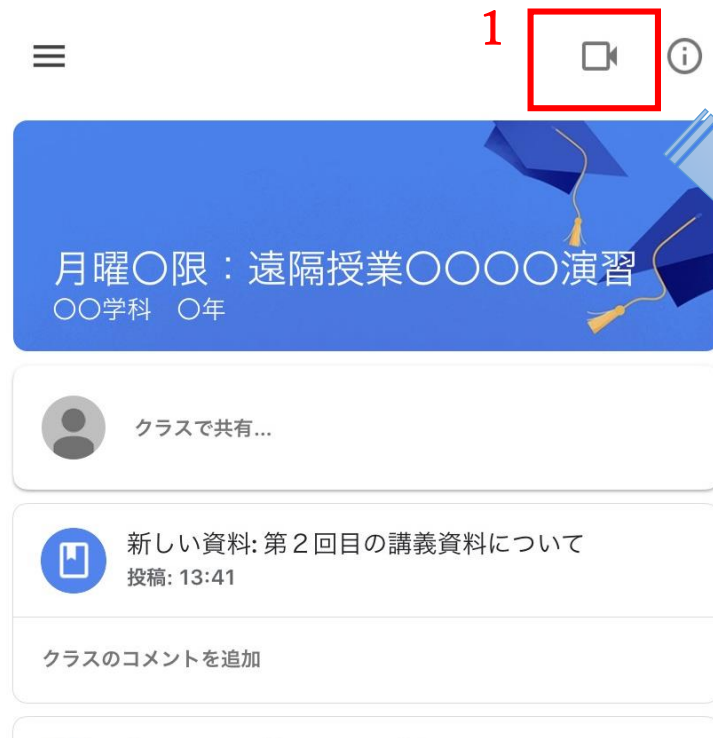 1
月曜〇限：遠隔授業〇〇〇〇演習
〇〇学科　〇年
クラスで共有...
新しい資料: 第２回目の講義資料について
投稿: 13:41
クラスのコメントを追加